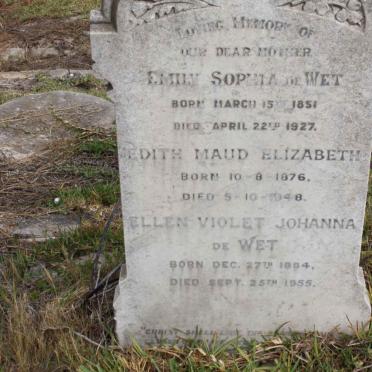 Loving Memory of
our dear mother
Emily Sophia de Wet
Born March 15th 1851
Died April 22nd 1927.
Edith Maud Elizabeth
Born 10-8-1876,
Died 5-10-1948.
Ellen Violet Johanna
de Wet
Born Dec. 27th 1884,
Died Sept. 25th 1955.
"Christ